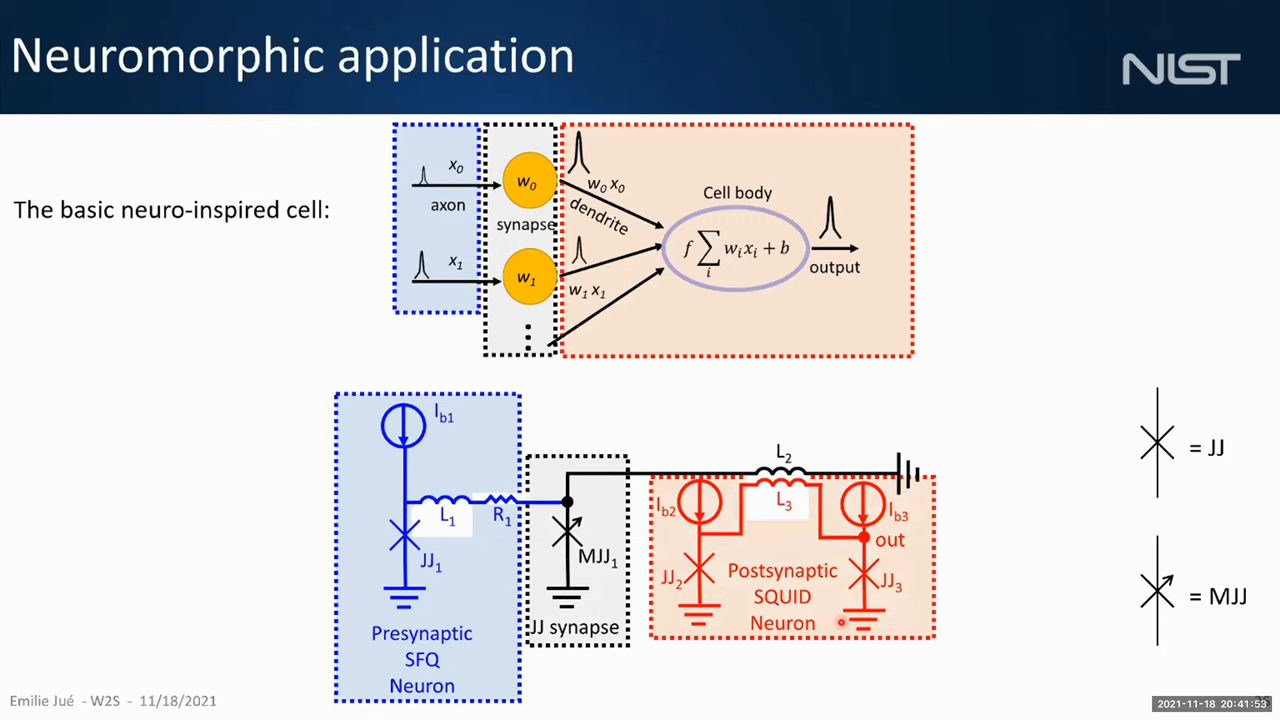 Neuromorphic application
NIST
The basic neuro-inspired cell:
x0
axon
x1
w0
synapse
w1
w0 x0
dendrite
w1 x1
Cell body
f∑i wixi + b
output
Ib1
L1
R1
JJ1
Presynaptic
SFQ
Neuron
MJJ1
JJ synapse
L2
L3
Ib2
Ib3
out
JJ2
JJ3
Postsynaptic
SQUID
Neuron
= JJ
= MJJ
Emilie Jué - W2S - 11/18/2021
2021-11-18 20:41:53